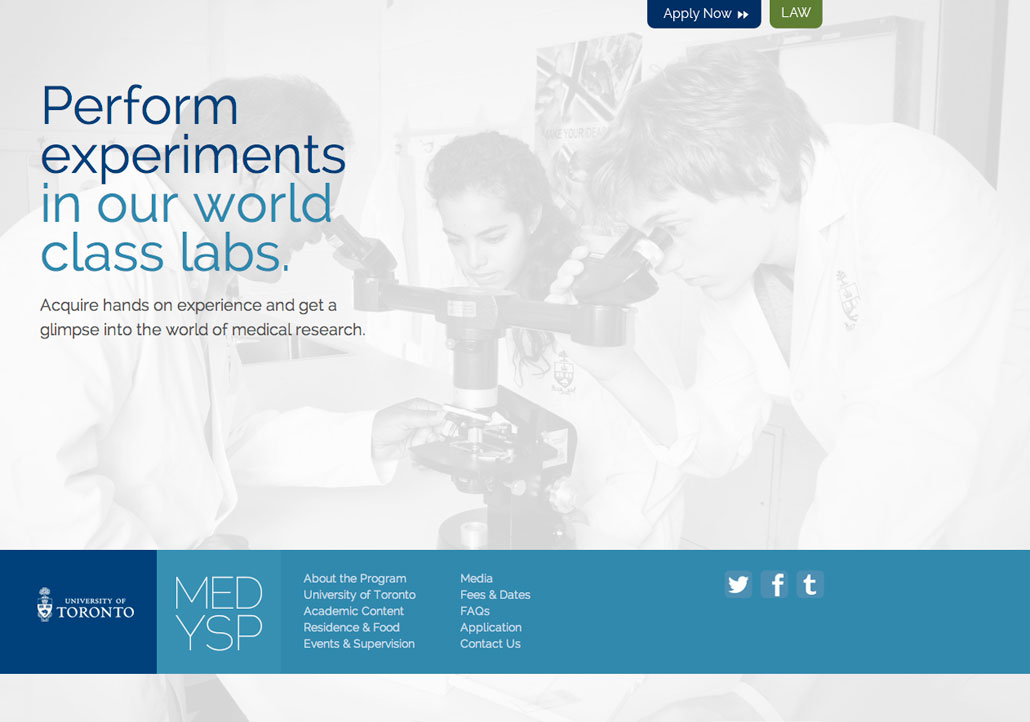 Apply Now
LAW
Perform
experiments
in our world
class labs.
Acquire hands on experience and get a
glimpse into the world of medical research.
UNIVERSITY OF
TORONTO
MED
YSP
About the Program
University of Toronto
Academic Content
Residence & Food
Events & Supervision
Media
Fees & Dates
FAQs
Application
Contact Us